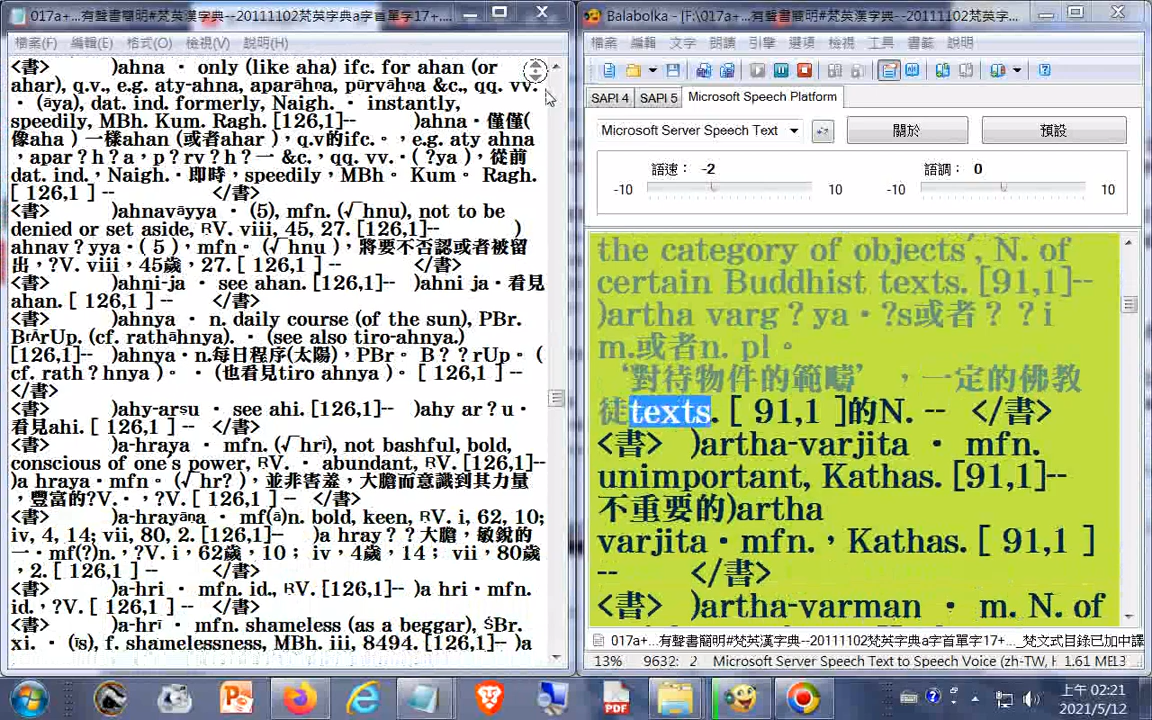 017a+...有聲書簡明#梵英漢字典--20111102梵英字典a字首單字17+...
檔案(F) 編輯(E) 格式(O) 檢視(V) 說明(H)
<書> )ahna • only (like aha) ifc. for ahan (or
ahar), q.v., e.g. aty-ahna, aparāhṇa, pūrvāhṇa &c., qq. vv.
• (āya), dat. ind. formerly, Naigh. • instantly,
speedily, MBh. Kum. Ragh. [126,1]-- )ahna•僅僅(
像aha ) 一樣ahan (或者ahar )，q.v的ifc.。, e.g. aty ahna
, apar？h？a, p？rv？h？一 &c., qq. vv.•( ?ya )，從前
dat. ind.，Naigh.•即時，speedily，MBh。Kum。Ragh.
[ 126,1 ] -- </書>
<書> )ahnavāyya • (5), mfn. (√hnu), not to be
denied or set aside, RV. viii, 45, 27. [126,1]-- )
ahnav？yya•( 5 )，mfn。(√hnu )，將要不否認或者被留
出，?V. viii，45歲，27. [ 126,1 ] -- </書>
<書> )ahni-ja • see ahan. [126,1]-- )ahni ja•看見
ahan. [ 126,1 ] -- </書>
<書> )ahnya • n. daily course (of the sun), PBr.
BrĀrUp. (cf. rathāhnya). • (see also tiro-ahnya.)
[126,1]-- )ahnya•n.每日程序(太陽)，PBr。B？？rUp。(
cf. rath？hnya )。•(也看見tiro ahnya )。[ 126,1 ] --
</書>
<書> )ahy-arṣu • see ahi. [126,1]-- )ahy ar？u•
看見ahi. [ 126,1 ] -- </書>
<書> )a-hraya • mfn. (√hrī), not bashful, bold,
conscious of one's power, RV. • abundant, RV. [126,1]--
)a hraya•mfn。(√hr?)，並非害羞，大膽而意識到其力量
，豐富的?V.•，?V. [ 126,1 ] -- </書>
<書> )a-hrayāṇa • mf(ā)n. bold, keen, RV. i, 62, 10;
iv, 4, 14; vii, 80, 2. [126,1]-- )a hray？？大膽，敏銳的
一•mf(?)n.，?V. i，62歲，10；iv，4歲，14；vii，80歲
，2. [ 126,1 ] -- </書>
<書> )a-hri • mfn. id., RV. [126,1]-- )a hri•mfn.
id.，?V. [ 126,1 ] -- </書>
<書> )a-hrī • mfn. shameless (as a beggar), ŚBr.
xi. • (īs), f. shamelessness, MBh. iii, 8494. [126,1]-- )a
Balabolka - [F:\017a+...有聲書簡明#梵英漢字典--20111102梵英字...
檔案 編輯 文字 朗讀 引擎 選項 檢視 工具 書籤 說明
SAPI 4 SAPI 5 Microsoft Speech Platform
Microsoft Server Speech Text 關於 預設
語速： -2 語調： 0
-10 10 -10 10
the category of objects', N. of
certain Buddhist texts. [91,1]--
)artha varg？ya•?s或者？？i
m.或者n. pl。
‘對待物件的範疇’，一定的佛教
徒texts. [ 91,1 ]的N. -- </書>
<書> )artha-varjita • mfn.
unimportant, Kathas. [91,1]--
不重要的)artha
varjita•mfn.，Kathas. [ 91,1 ]
-- </書>
<書> )artha-varman • m. N. of
017a+...有聲書簡明#梵英漢字典--20111102梵英字典a字首單字17+..._梵文式目錄已加中譯
13% 9632: 2 Microsoft Server Speech Text to Speech Voice (zh-TW, H 1.61 MB
上午 02:21
2021/5/12